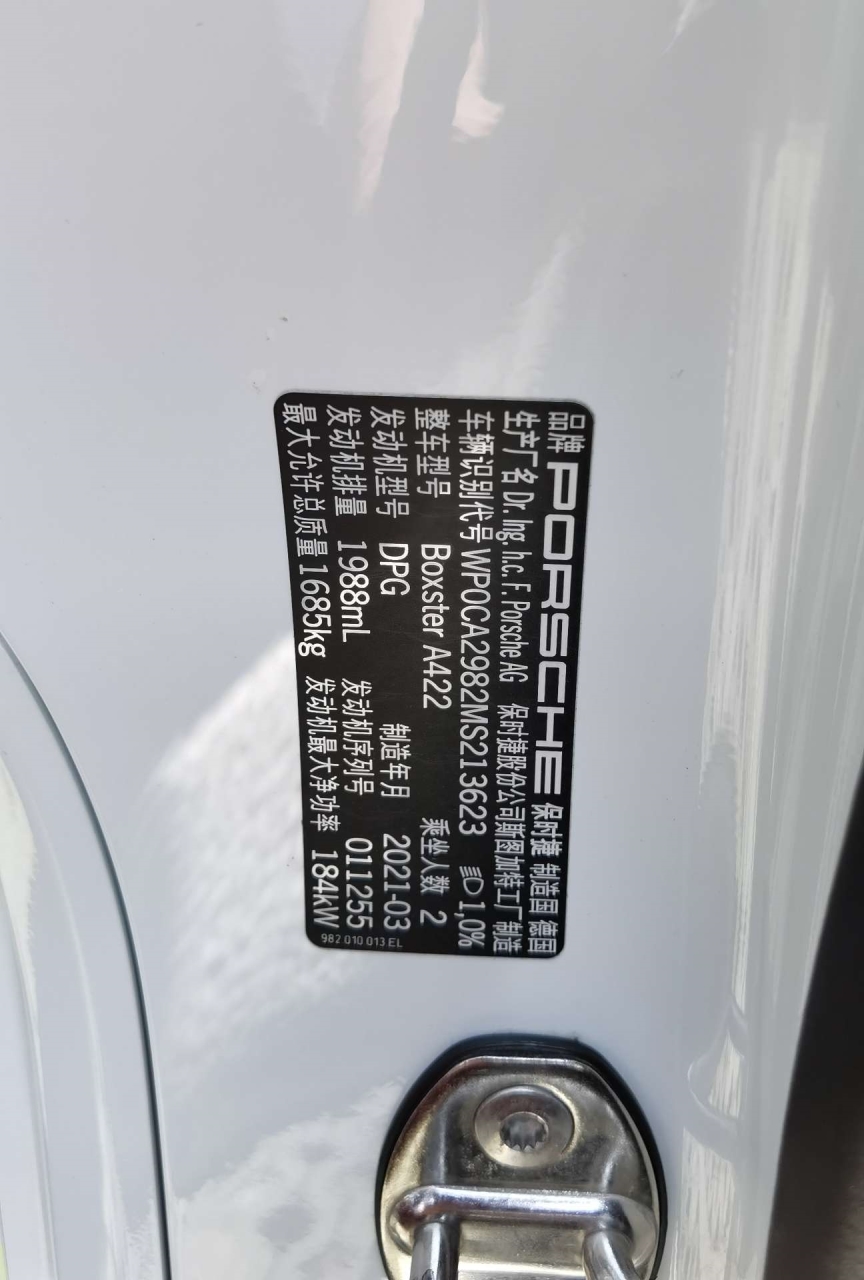 品牌 PORSCHE 保时捷 制造国 德国
生产厂名 Dr. Ing. h.c. F. Porsche AG 保时捷股份公司斯图加特工厂制造
车辆识别代号 WP0CA2982MS213623 1,0%
整车型号 Boxster A422 乘坐人数 2
发动机型号 DPG 制造年月 2021-03
发动机排量 1988mL 发动机序列号 011255
最大允许总质量 1685kg 发动机最大净功率 184kW
982 010 013 EL